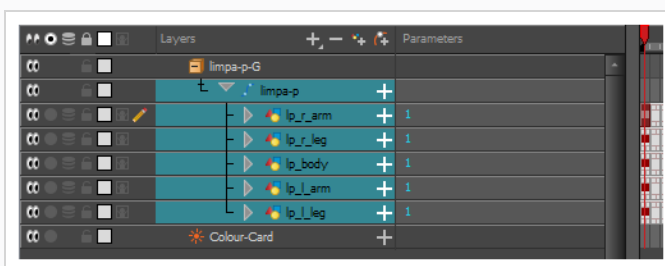 Layers Parameters
limpa-p-G
limpa-p
lp_r_arm 1
lp_r_leg 1
lp_body 1
lp_l_arm 1
lp_l_leg 1
Colour-Card